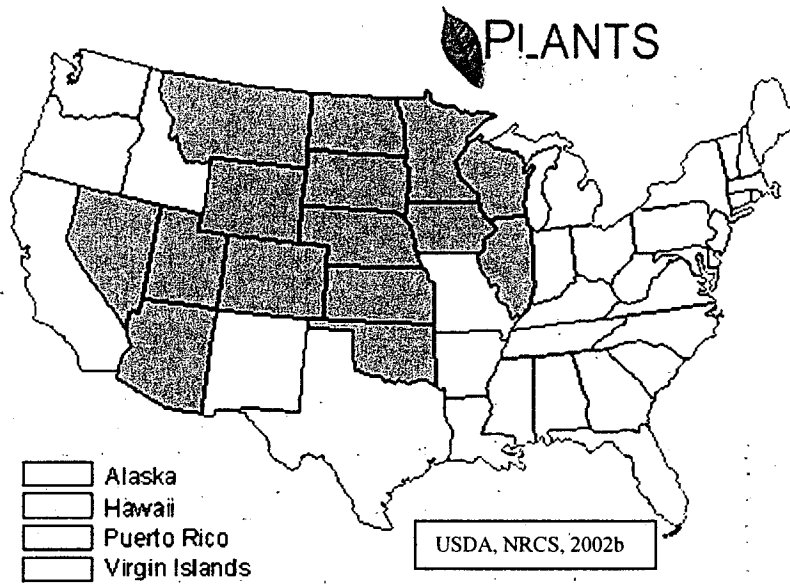 PLANTS
Alaska
Hawaii
Puerto Rico
Virgin Islands
USDA, NRCS, 2002b